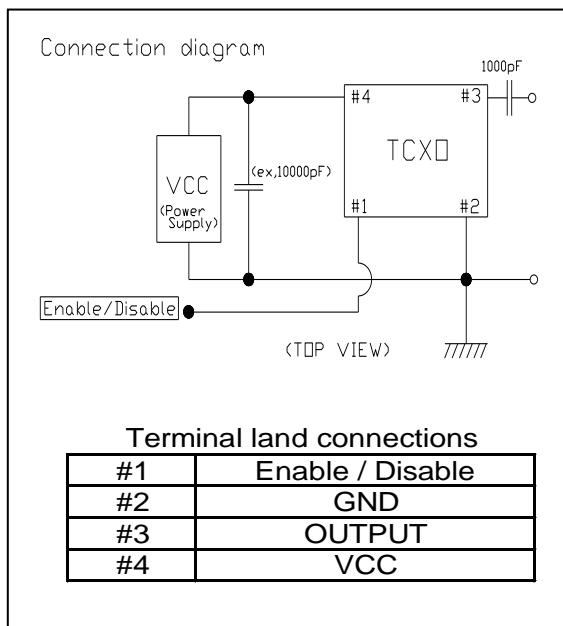 Connection diagram
1000pF
#4 #3
TCXO
(ex,10000pF)
VCC
(Power
Supply)
#1 #2
Enable/Disable
(TOP VIEW)
Terminal land connections
#1 Enable / Disable
#2 GND
#3 OUTPUT
#4 VCC